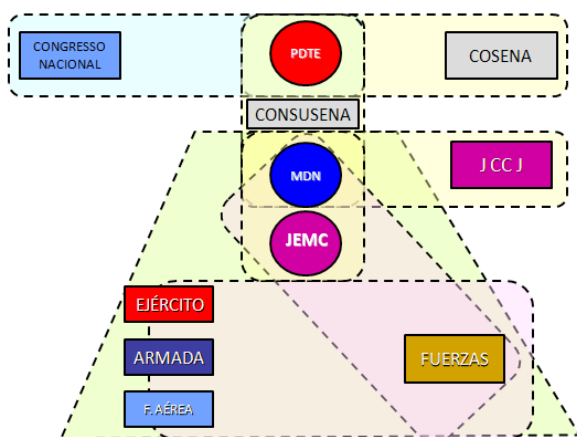 CONGRESSO
NACIONAL
PDTE
COSENA
CONSUSENA
MDN
J CC J
JEMC
EJÉRCITO
ARMADA
FUERZAS
F. AÉREA